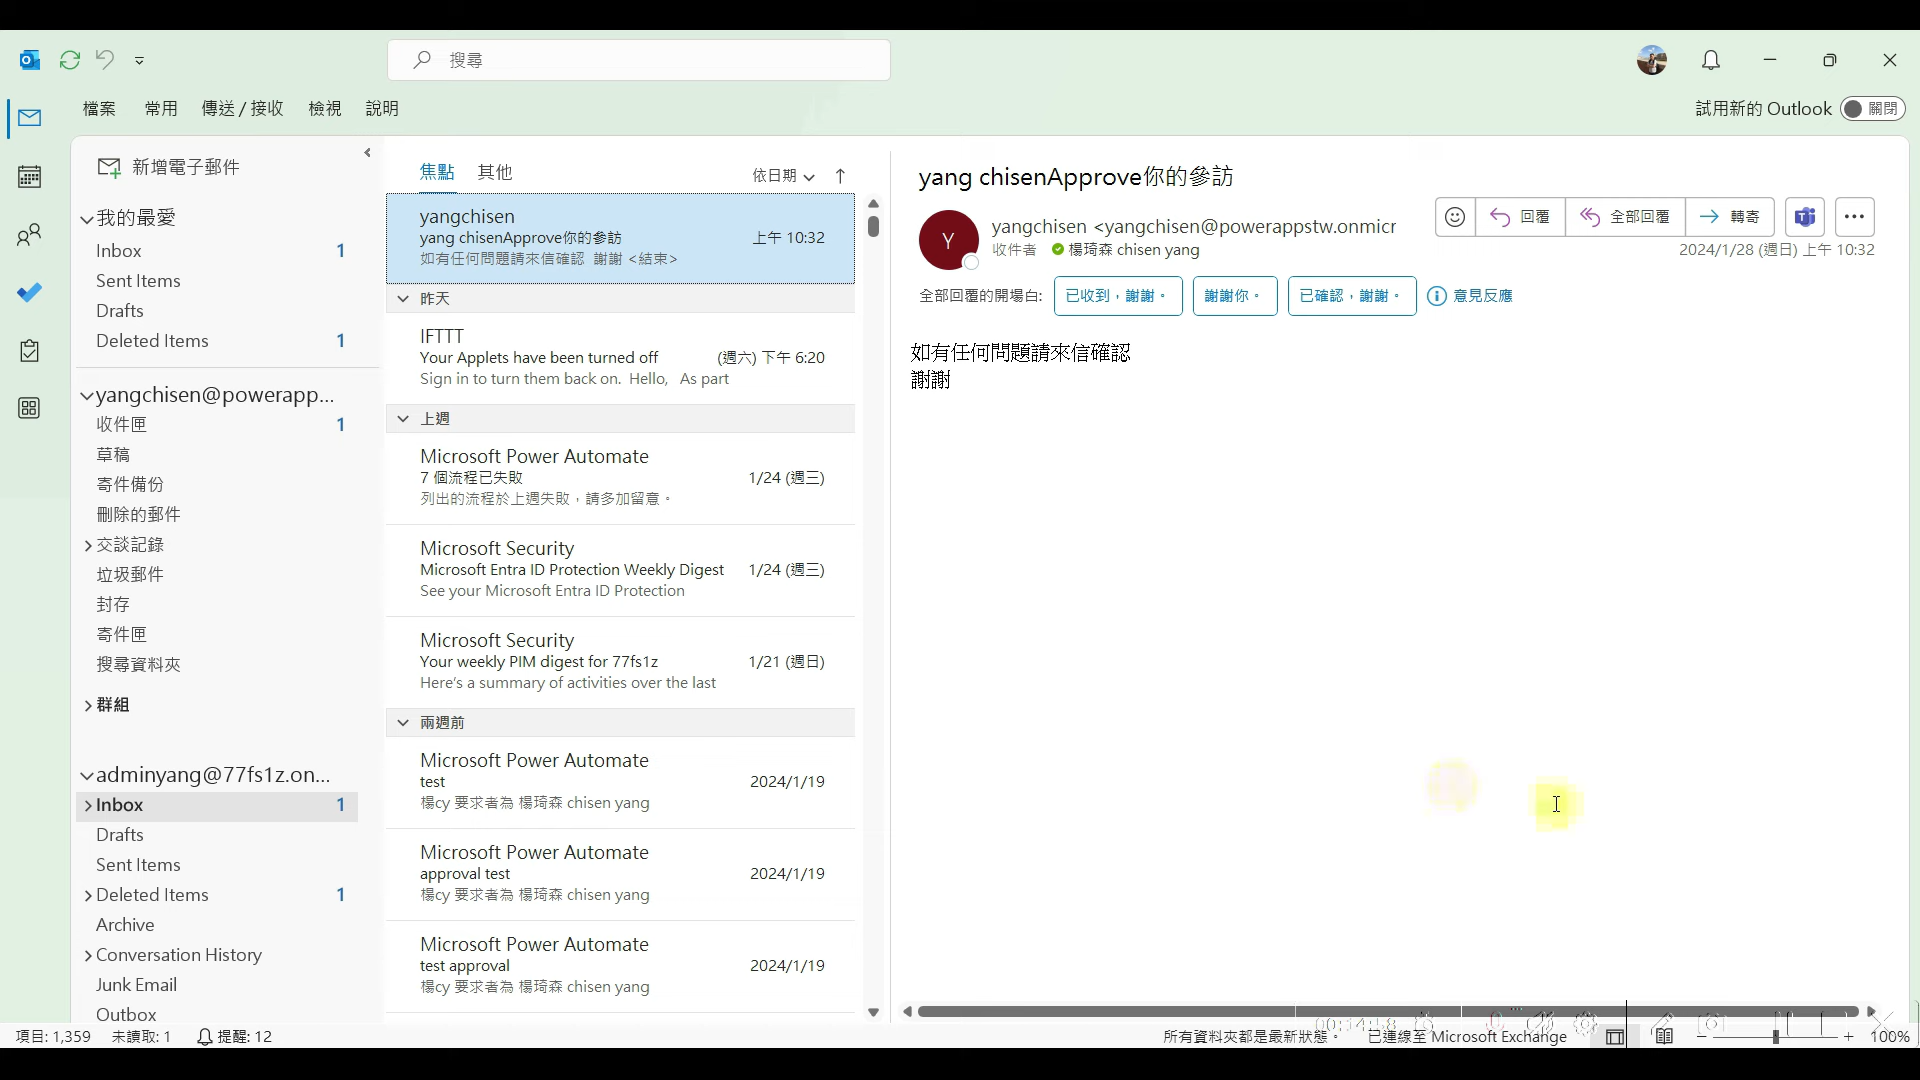 搜尋
檔案 常用 傳送 / 接收 檢視 說明
試用新的 Outlook 關閉
新增電子郵件
我的最愛
Inbox 1
Sent Items
Drafts
Deleted Items 1
yangchisen@powerapp...
收件匣 1
草稿
寄件備份
刪除的郵件
交談記錄
垃圾郵件
封存
寄件匣
搜尋資料夾
群組
adminyang@77fs1z.on...
Inbox 1
Drafts
Sent Items
Deleted Items 1
Archive
Conversation History
Junk Email
Outbox
焦點 其他 依日期
yangchisen
yang chisenApprove你的參訪 上午 10:32
如有任何問題請來信確認 謝謝 <結束>
昨天
IFTTT
Your Applets have been turned off (週六) 下午 6:20
Sign in to turn them back on. Hello, As part
上週
Microsoft Power Automate
7 個流程已失敗 1/24 (週三)
列出的流程於上週失敗，請多加留意。
Microsoft Security
Microsoft Entra ID Protection Weekly Digest 1/24 (週三)
See your Microsoft Entra ID Protection
Microsoft Security
Your weekly PIM digest for 77fs1z 1/21 (週日)
Here's a summary of activities over the last
兩週前
Microsoft Power Automate
test 2024/1/19
楊cy 要求者為 楊琦森 chisen yang
Microsoft Power Automate
approval test 2024/1/19
楊cy 要求者為 楊琦森 chisen yang
Microsoft Power Automate
test approval 2024/1/19
楊cy 要求者為 楊琦森 chisen yang
yang chisenApprove你的參訪
Y
yangchisen <yangchisen@powerappstw.onmicr
收件者 楊琦森 chisen yang
回覆 全部回覆 轉寄
2024/1/28 (週日) 上午 10:32
全部回覆的開場白: 已收到，謝謝。 謝謝你。 已確認，謝謝。 意見反應
如有任何問題請來信確認
謝謝
項目: 1,359 未讀取: 1 提醒: 12
所有資料夾都是最新狀態。 已連線至 Microsoft Exchange 100%